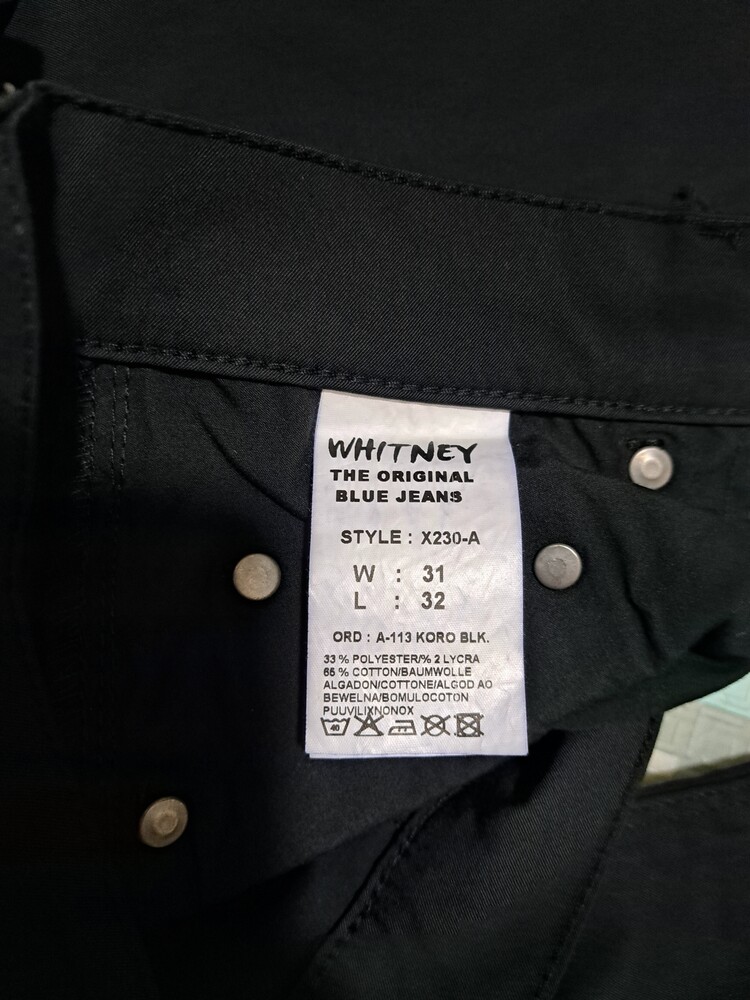 WHITNEY
THE ORIGINAL
BLUE JEANS
STYLE : X230-A
W : 31
L : 32
ORD : A-113 KORO BLK.
33 % POLYESTER/% 2 LYCRA
65 % COTTON/BAUMWOLLE
ALGADON/COTTONE/ALGOD AO
BEWELNA/BOMULOCOTON
PUUVILIXNONOX
40